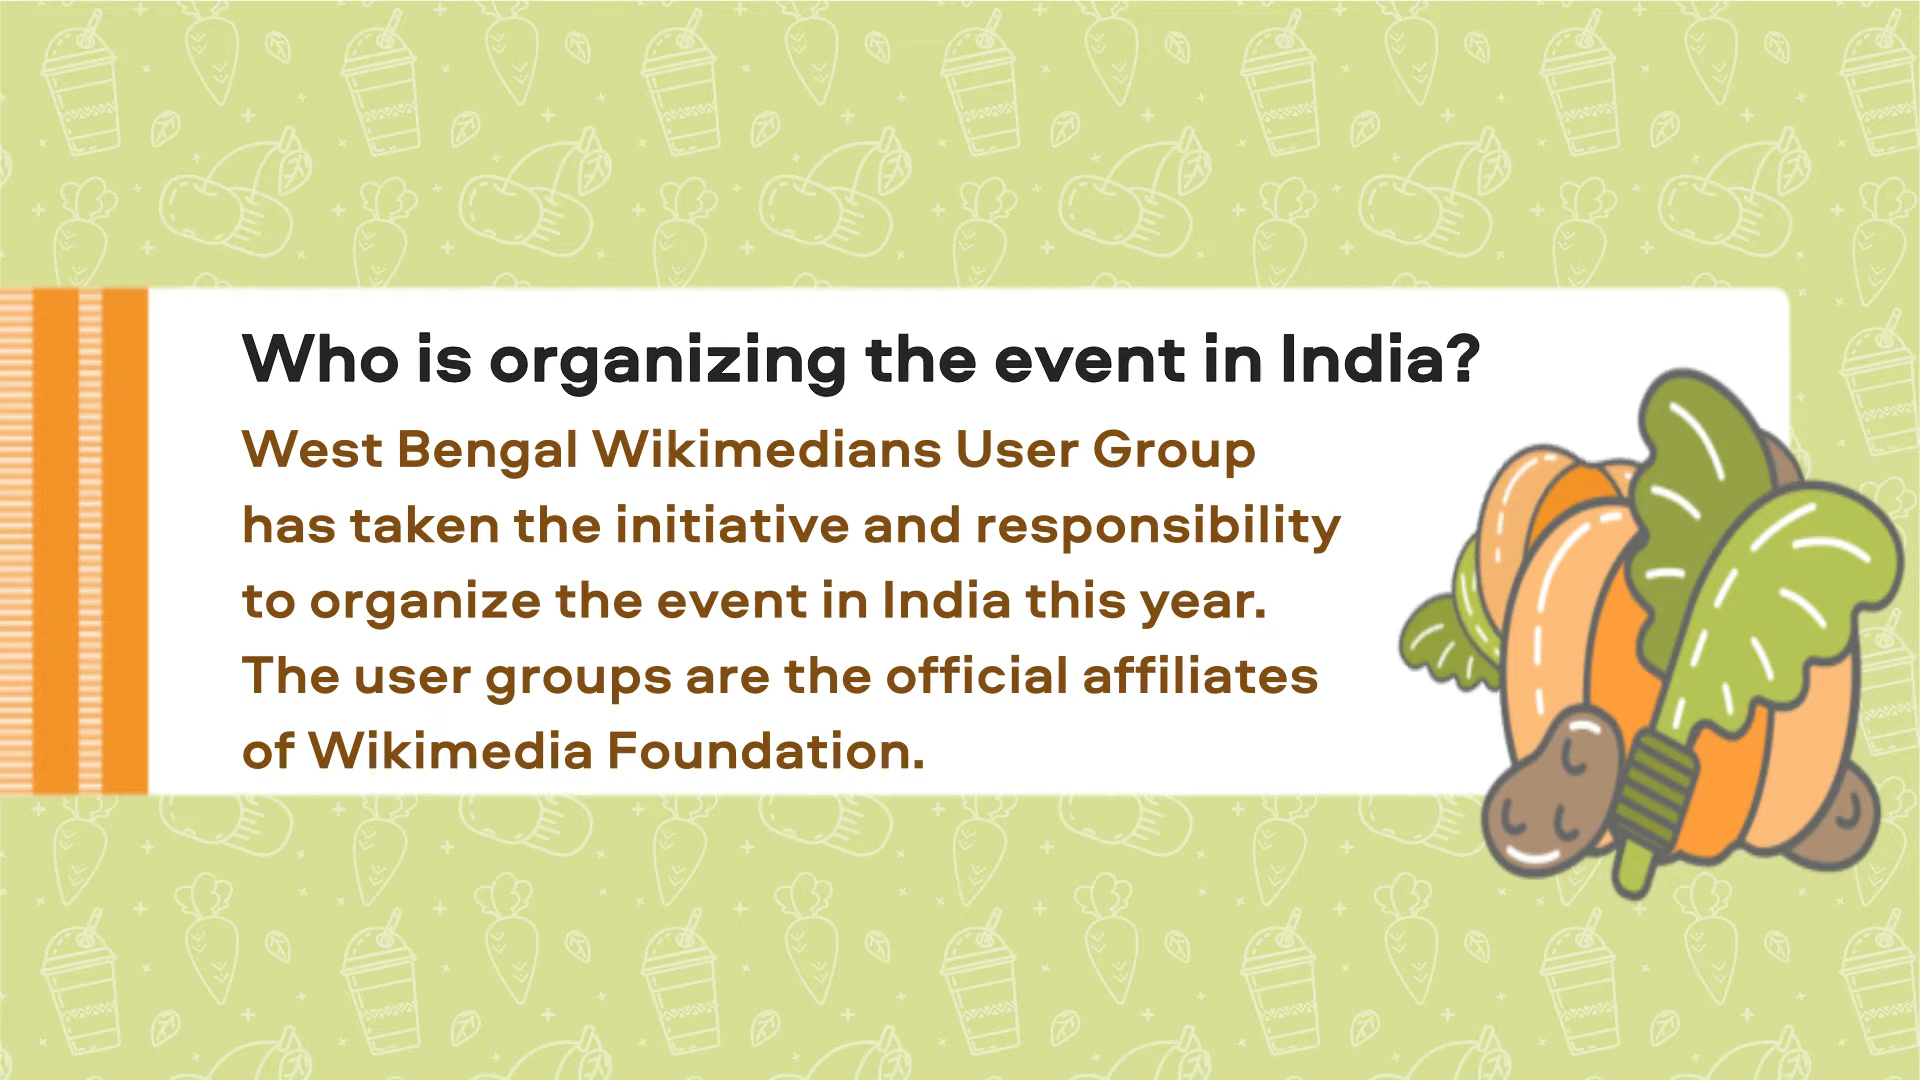 Who is organizing the event in India?
West Bengal Wikimedians User Group
has taken the initiative and responsibility
to organize the event in India this year.
The user groups are the official affiliates
of Wikimedia Foundation.